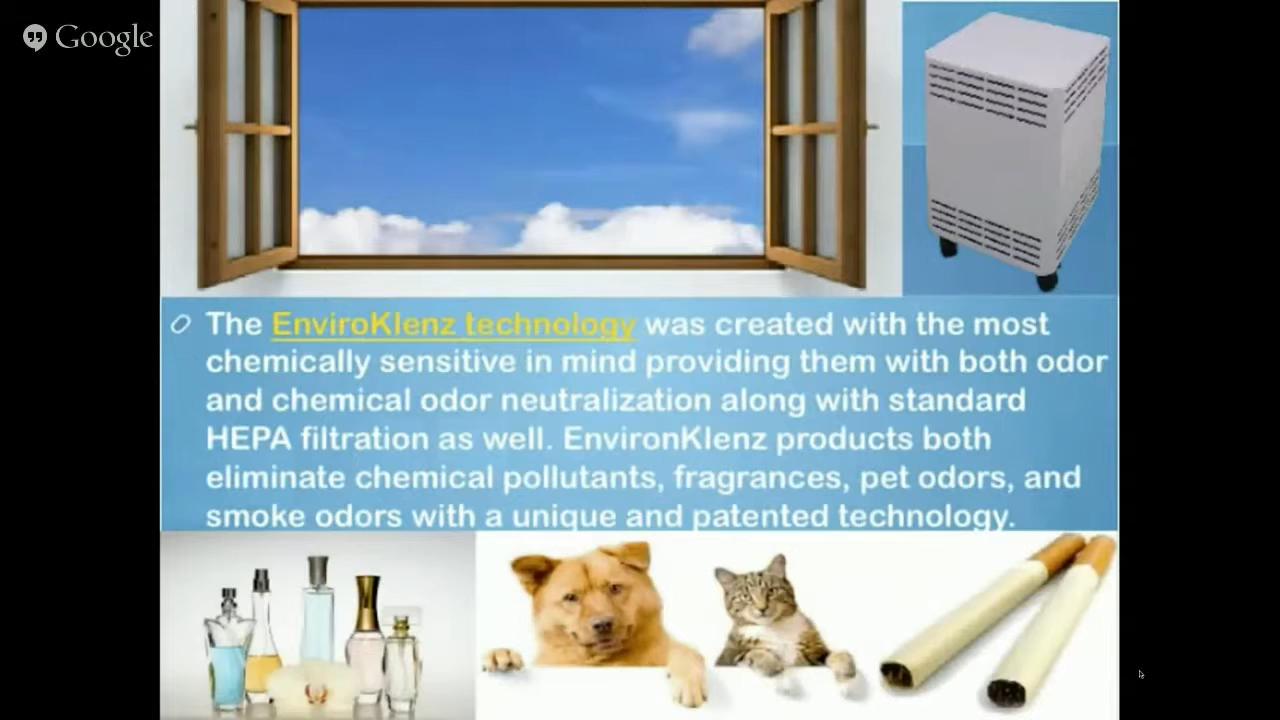 Google
The EnviroKlenz technology was created with the most
chemically sensitive in mind providing them with both odor
and chemical odor neutralization along with standard
HEPA filtration as well. EnvironKlenz products both
eliminate chemical pollutants, fragrances, pet odors, and
smoke odors with a unique and patented technology.